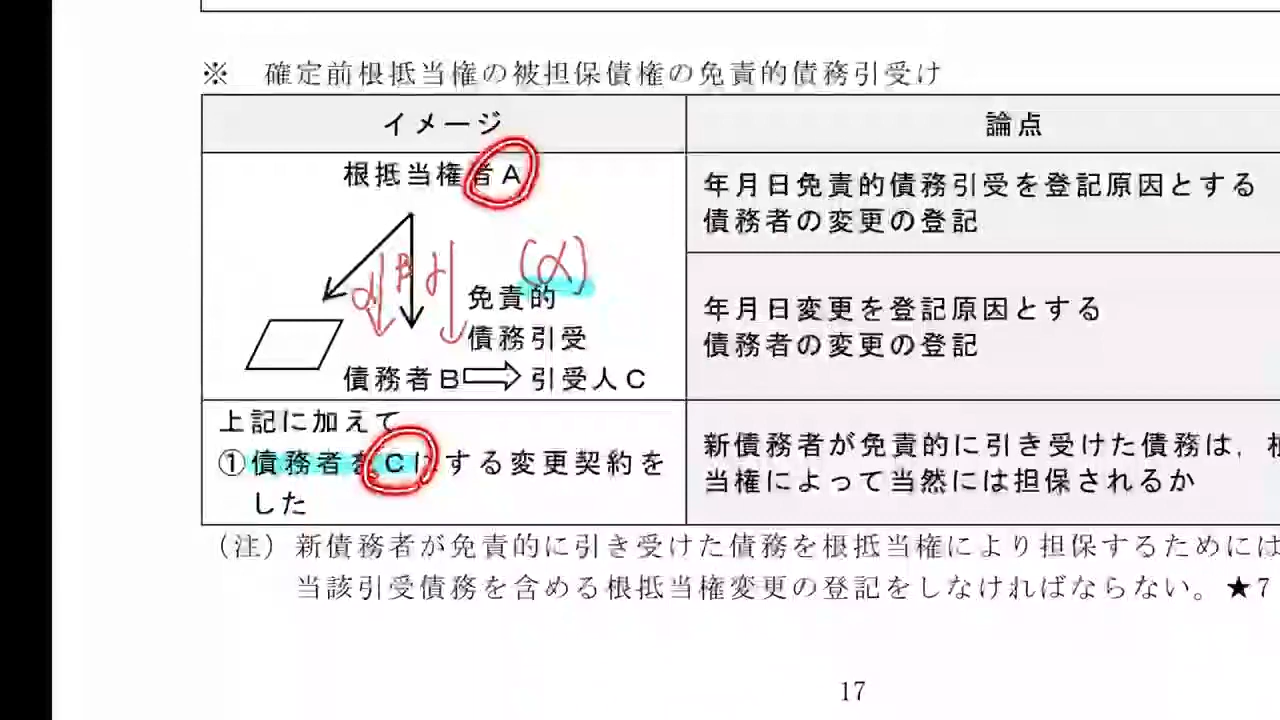 ※ 確定前根抵当権の被担保債権の免責的債務引受け
イメージ
論点
根抵当権者A
α
β
γ
(α)
免責的
債務引受
債務者B
引受人C
年月日免責的債務引受を登記原因とする
債務者の変更の登記
年月日変更を登記原因とする
債務者の変更の登記
上記に加えて
①債務者をCにする変更契約を
した
新債務者が免責的に引き受けた債務は,
当権によって当然には担保されるか
(注) 新債務者が免責的に引き受けた債務を根抵当権により担保するためには
当該引受債務を含める根抵当権変更の登記をしなければならない。★7
17